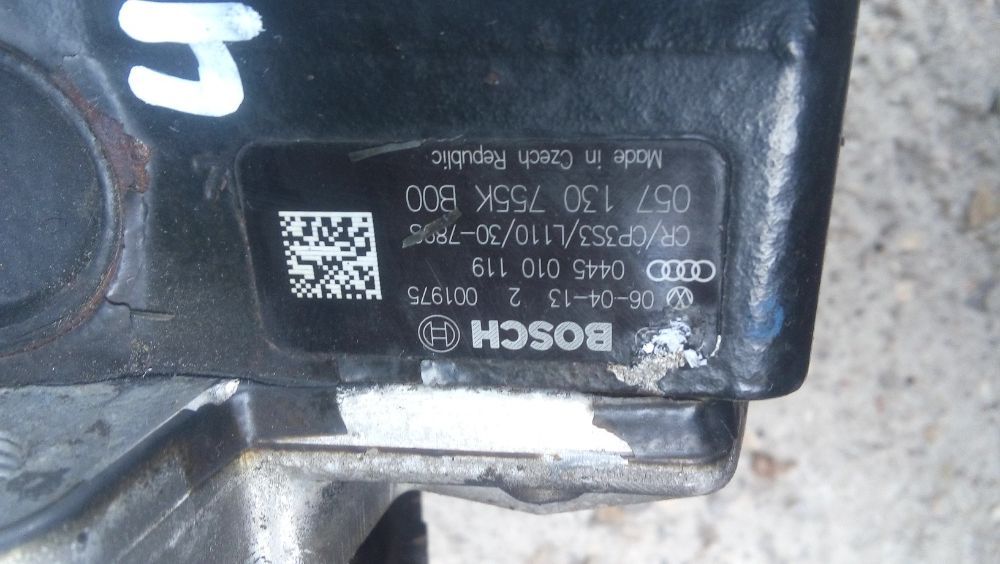 BOSCH
06-04-13 2 001975
0445 010 119
CR/CP3S3/L110/30-789S
057 130 755K B00
Made in Czech Republic